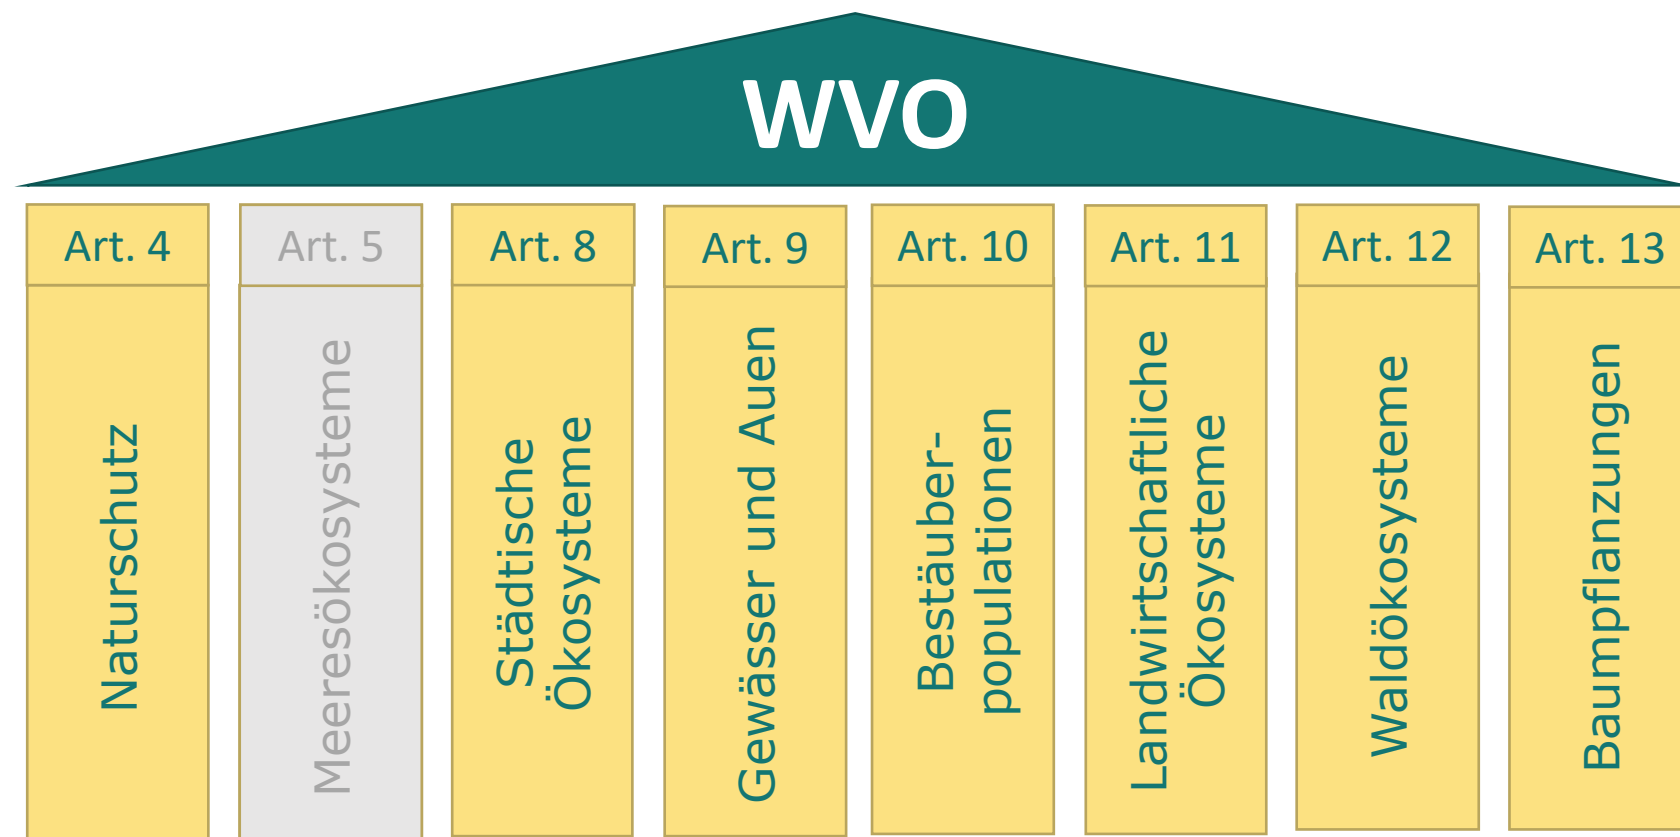 WVO
Art. 4
Naturschutz
Art. 5
Meeresökosysteme
Art. 8
Städtische
Ökosysteme
Art. 9
Gewässer und Auen
Art. 10
Bestäuber-
populationen
Art. 11
Landwirtschaftliche
Ökosysteme
Art. 12
Waldökosysteme
Art. 13
Baumpflanzungen